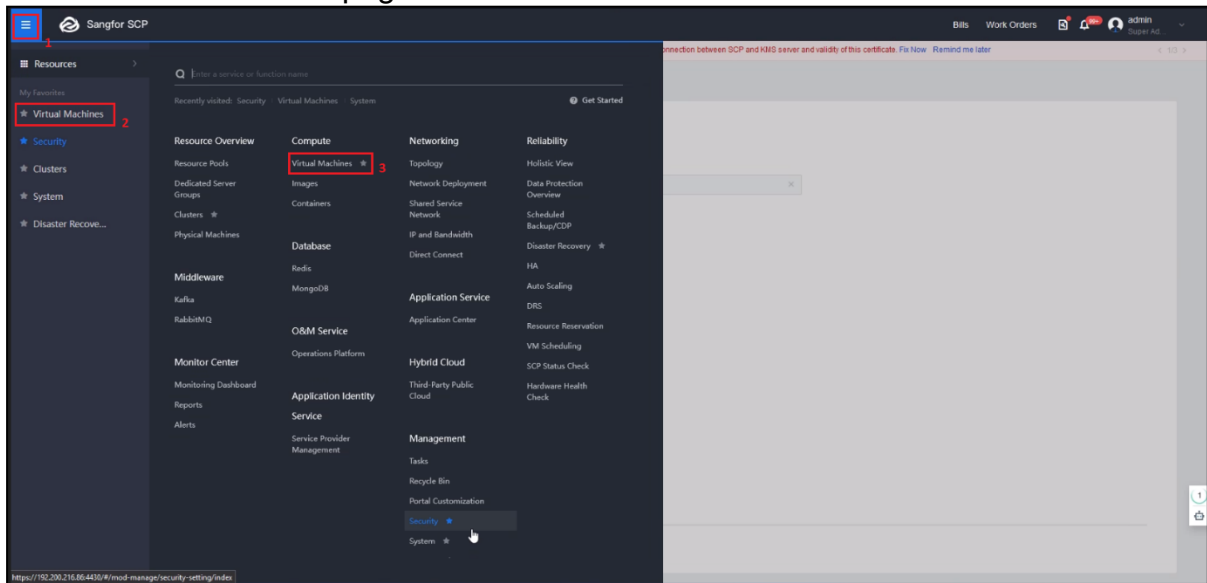 Sangfor SCP
Bills Work Orders 99+ admin
Super Ad...
1
onnection between SCP and KMS server and validity of this certificate. Fix Now Remind me later
1/3
Resources
Enter a service or function name
My Favorites
Recently visited: Security Virtual Machines System
Get Started
Virtual Machines
2
Security
Clusters
System
Disaster Recove...
Resource Overview
Resource Pools
Dedicated Server
Groups
Clusters
Physical Machines
Middleware
Kafka
RabbitMQ
Monitor Center
Monitoring Dashboard
Reports
Alerts
Compute
Virtual Machines
3
Images
Containers
Database
Redis
MongoDB
O&M Service
Operations Platform
Application Identity
Service
Service Provider
Management
Networking
Topology
Network Deployment
Shared Service
Network
IP and Bandwidth
Direct Connect
Application Service
Application Center
Hybrid Cloud
Third-Party Public
Cloud
Management
Tasks
Recycle Bin
Portal Customization
Security
System
Reliability
Holistic View
Data Protection
Overview
Scheduled
Backup/CDP
Disaster Recovery
HA
Auto Scaling
DRS
Resource Reservation
VM Scheduling
SCP Status Check
Hardware Health
Check
1
https://192.200.216.86:4430/#/mod-manage/security-setting/index